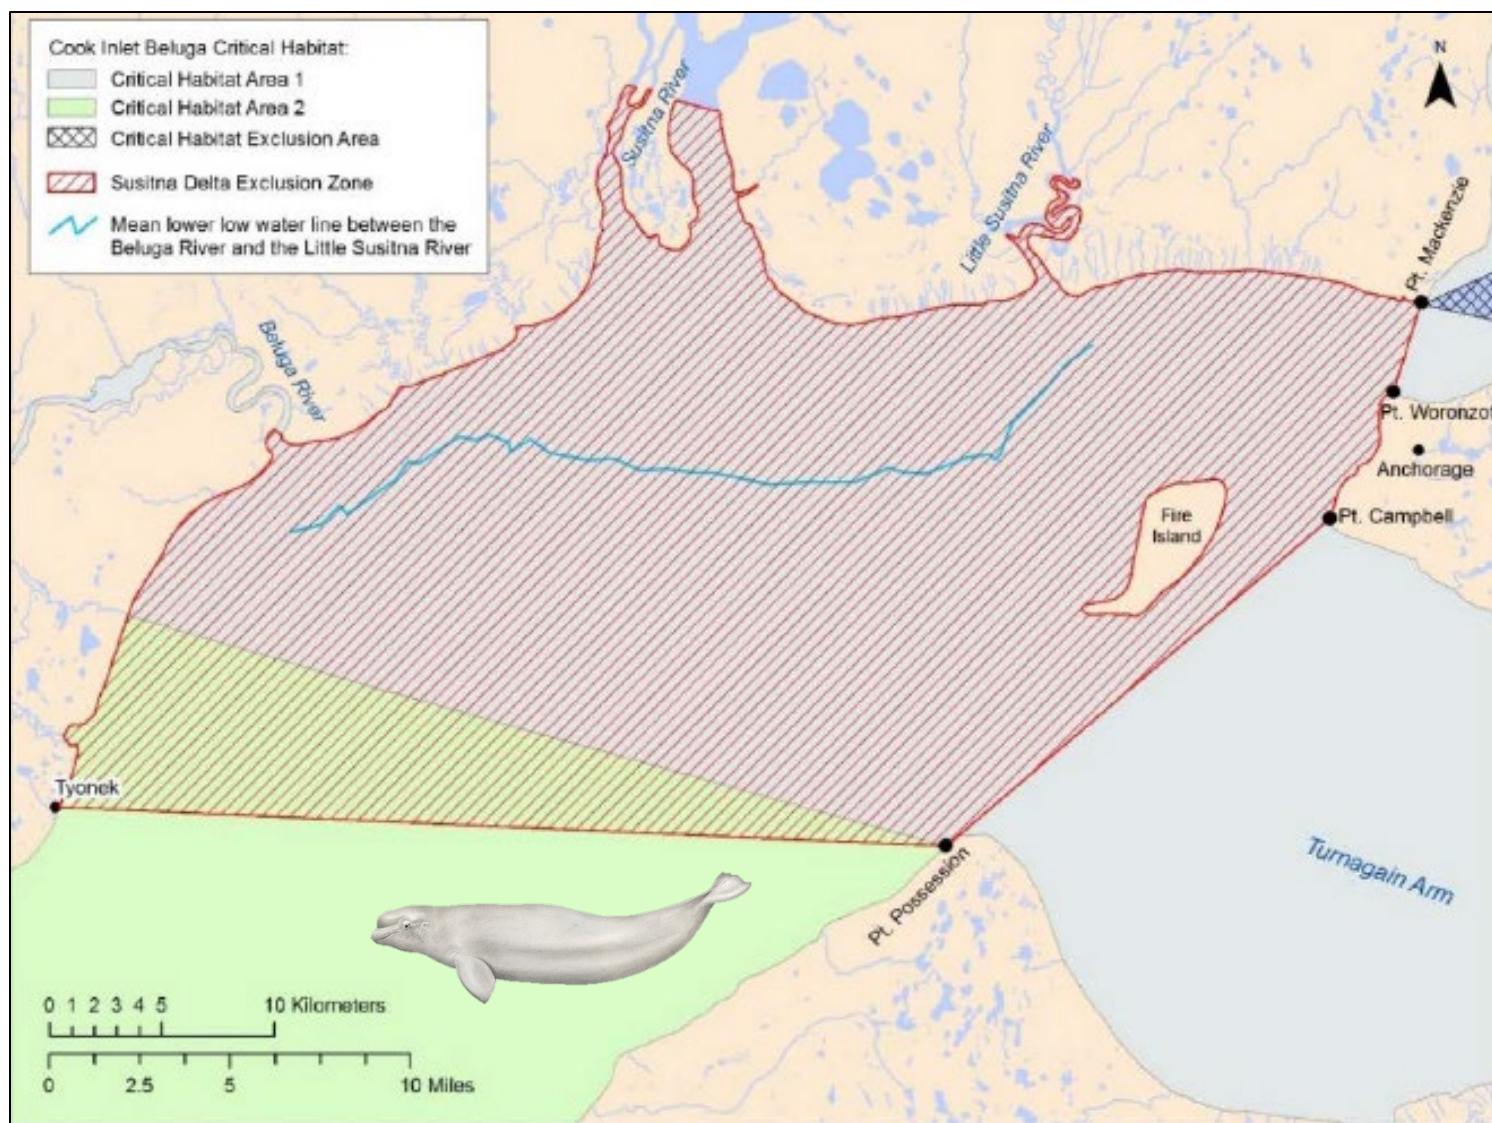 Cook Inlet Beluga Critical Habitat:
Critical Habitat Area 1
Critical Habitat Area 2
Critical Habitat Exclusion Area
Susitna Delta Exclusion Zone
Mean lower low water line between the
Beluga River and the Little Susitna River
N
Susitna River
Little Susitna River
Pt. Mackenzie
Beluga River
Pt. Woronzof
Anchorage
Pt. Campbell
Fire
Island
Tyonek
Pt. Possession
Turnagain Arm
0 1 2 3 4 5 10 Kilometers
0 2.5 5 10 Miles